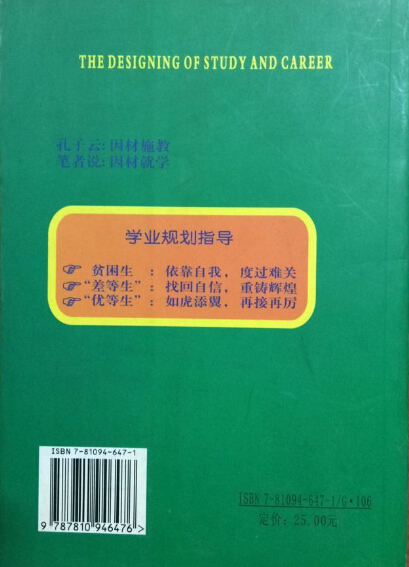 THE DESIGNING OF STUDY AND CAREER
孔子云：因材施教
笔者说：因材就学
学业规划指导
☞ 贫困生 ：依靠自我，度过难关
☞ “差等生”：找回自信，重铸辉煌
☞ “优等生”：如虎添翼，再接再厉
ISBN 7-81094-647-1
9 787810 946476 >
ISBN 7-81094-647-1/G·106
定价：25.00元